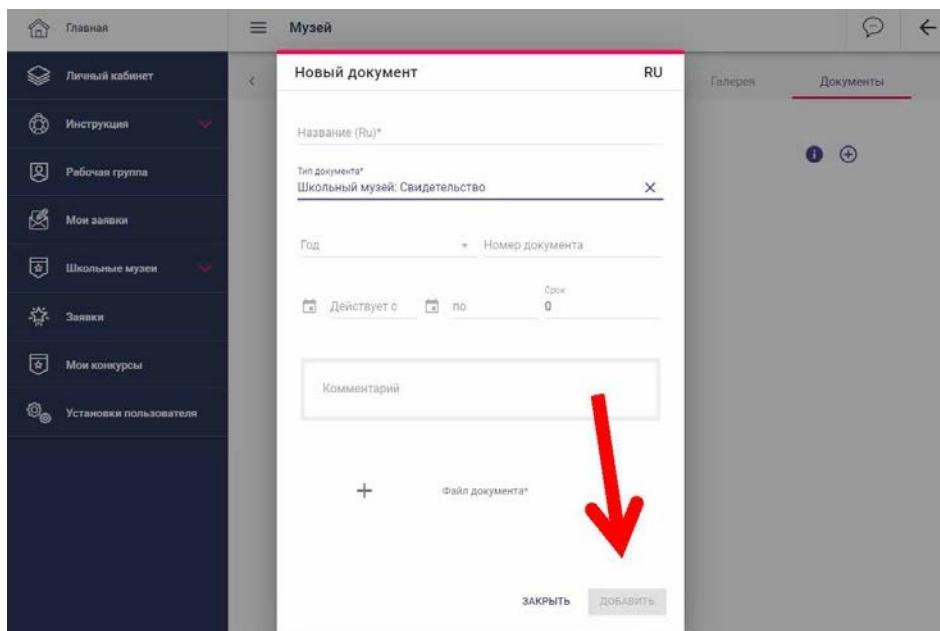 Главная
Музей
Личный кабинет
Инструкция
Рабочая группа
Мои заявки
Школьные музеи
Заявки
Мои конкурсы
Установки пользователя
Галерея
Документы
Новый документ
RU
Название (Ru)*
Тип документа*
Школьный музей: Свидетельство
Год
Номер документа
Действует с
по
Срок
0
Комментарий
Файл документа*
ЗАКРЫТЬ
ДОБАВИТЬ